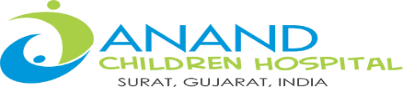 ANAND
CHILDREN HOSPITAL
SURAT, GUJARAT, INDIA